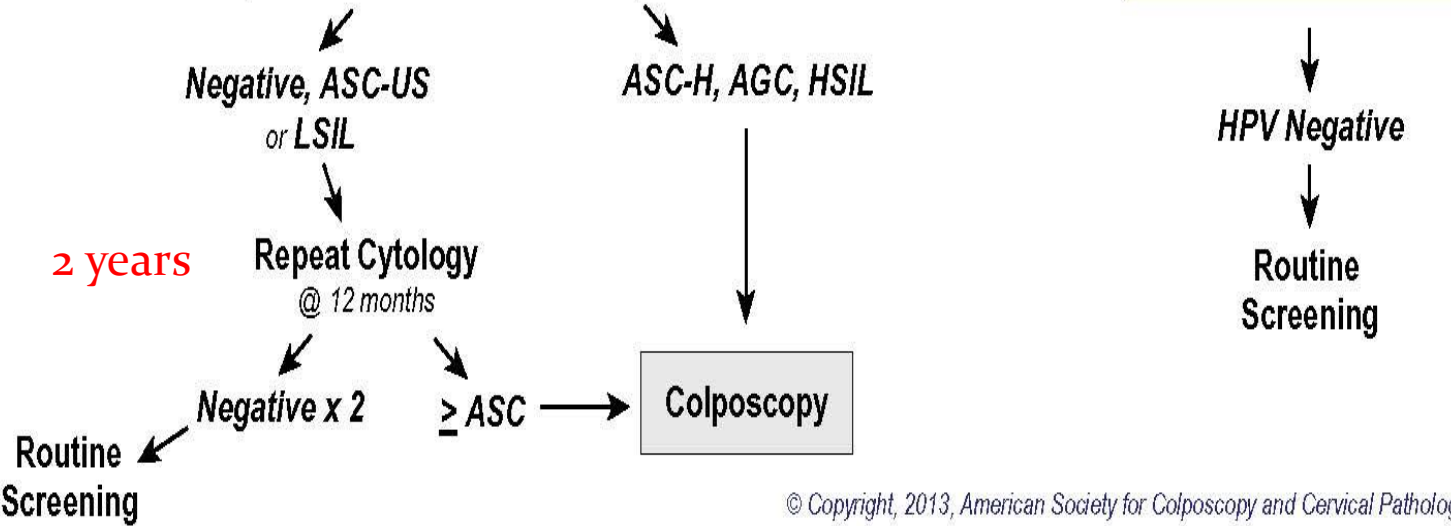 Negative, ASC-US
or LSIL
ASC-H, AGC, HSIL
HPV Negative
2 years
Repeat Cytology
@ 12 months
Routine
Screening
Negative x 2
≥ ASC
Colposcopy
Routine
Screening
© Copyright, 2013, American Society for Colposcopy and Cervical